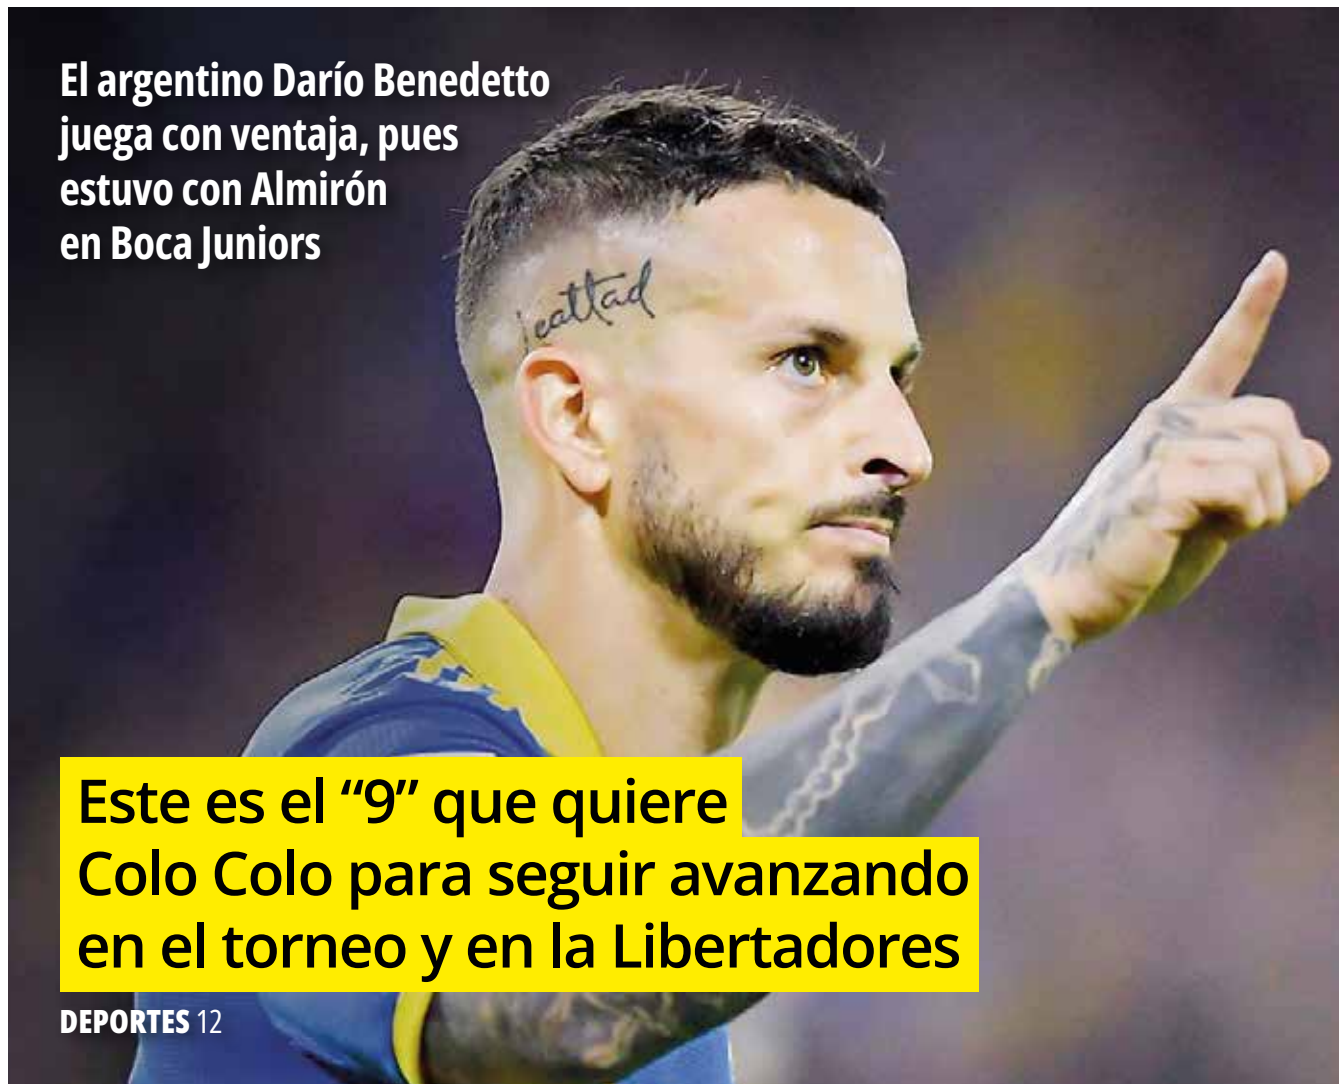 El argentino Darío Benedetto
juega con ventaja, pues
estuvo con Almirón
en Boca Juniors
Este es el “9” que quiere
Colo Colo para seguir avanzando
en el torneo y en la Libertadores
DEPORTES 12